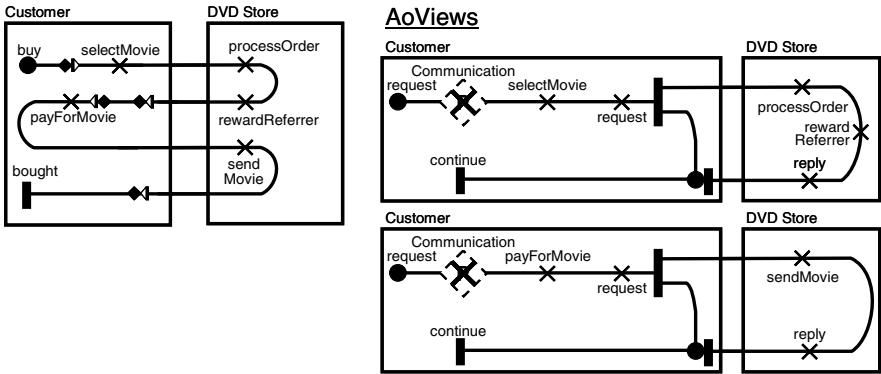 Customer
DVD Store
buy
selectMovie
processOrder
payForMovie
rewardReferrer
bought
send
Movie
AoViews
Customer
DVD Store
Communication
request
selectMovie
request
processOrder
reward
Referrer
continue
reply
Customer
DVD Store
Communication
request
payForMovie
request
sendMovie
continue
reply